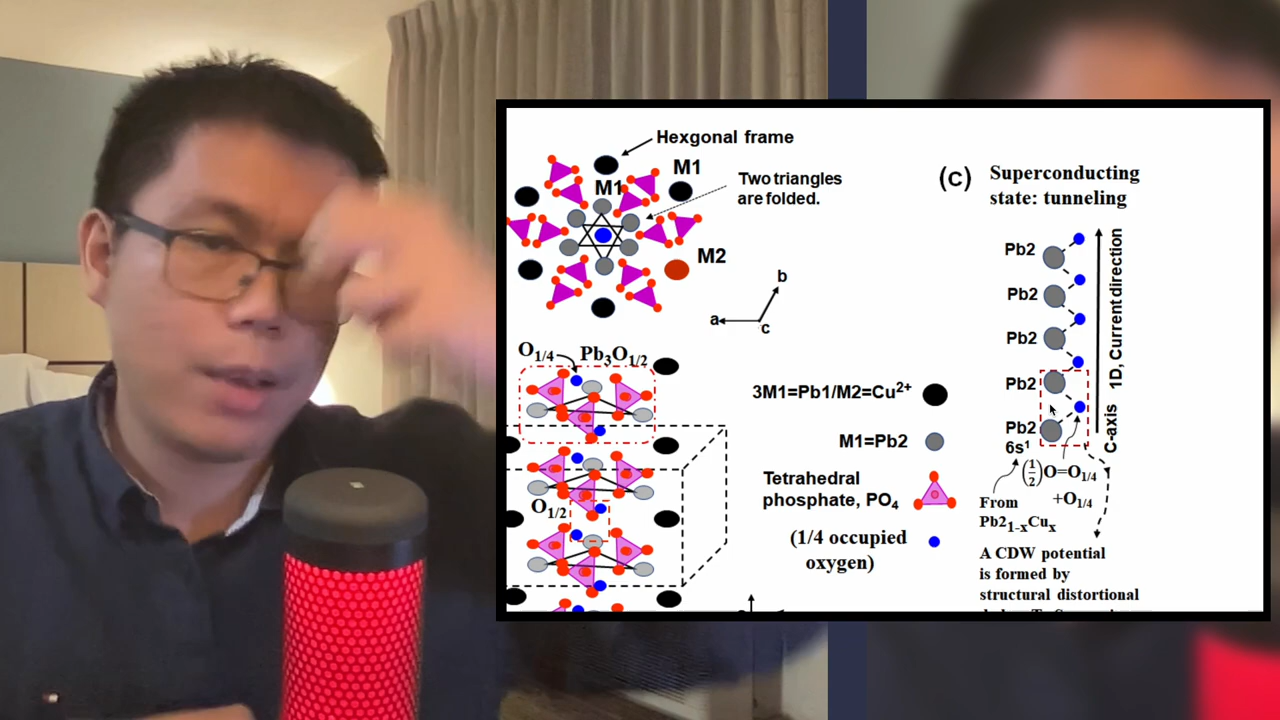 Hexgonal frame
M1
M1
Two triangles
are folded.
M2
b
a
c
O1/4
Pb3O1/2
3M1=Pb1/M2=Cu2+
M1=Pb2
Tetrahedral
phosphate, PO4
O1/2
(1/4 occupied
oxygen)
(c) Superconducting
state: tunneling
Pb2
Pb2
Pb2
Pb2
Pb2
6s1
C-axis 1D, Current direction
(1/2)O=O1/4
+O1/4
From
Pb21-xCux
A CDW potential
is formed by
structural distortional